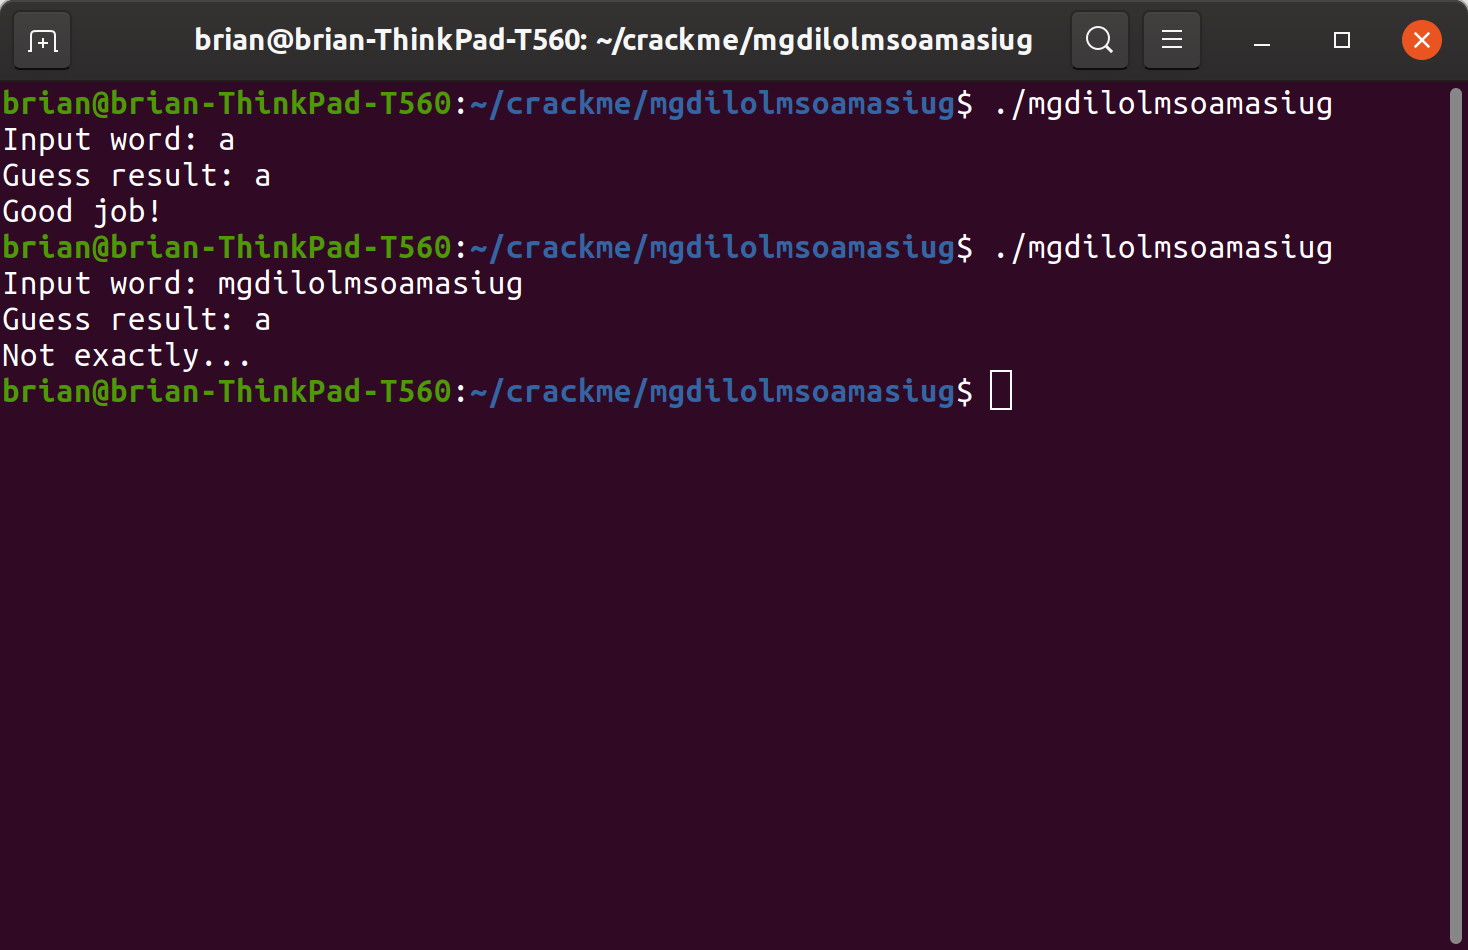 brian@brian-ThinkPad-T560: ~/crackme/mgdilolmsoamasiug
brian@brian-ThinkPad-T560:~/crackme/mgdilolmsoamasiug$ ./mgdilolmsoamasiug
Input word: a
Guess result: a
Good job!
brian@brian-ThinkPad-T560:~/crackme/mgdilolmsoamasiug$ ./mgdilolmsoamasiug
Input word: mgdilolmsoamasiug
Guess result: a
Not exactly...
brian@brian-ThinkPad-T560:~/crackme/mgdilolmsoamasiug$